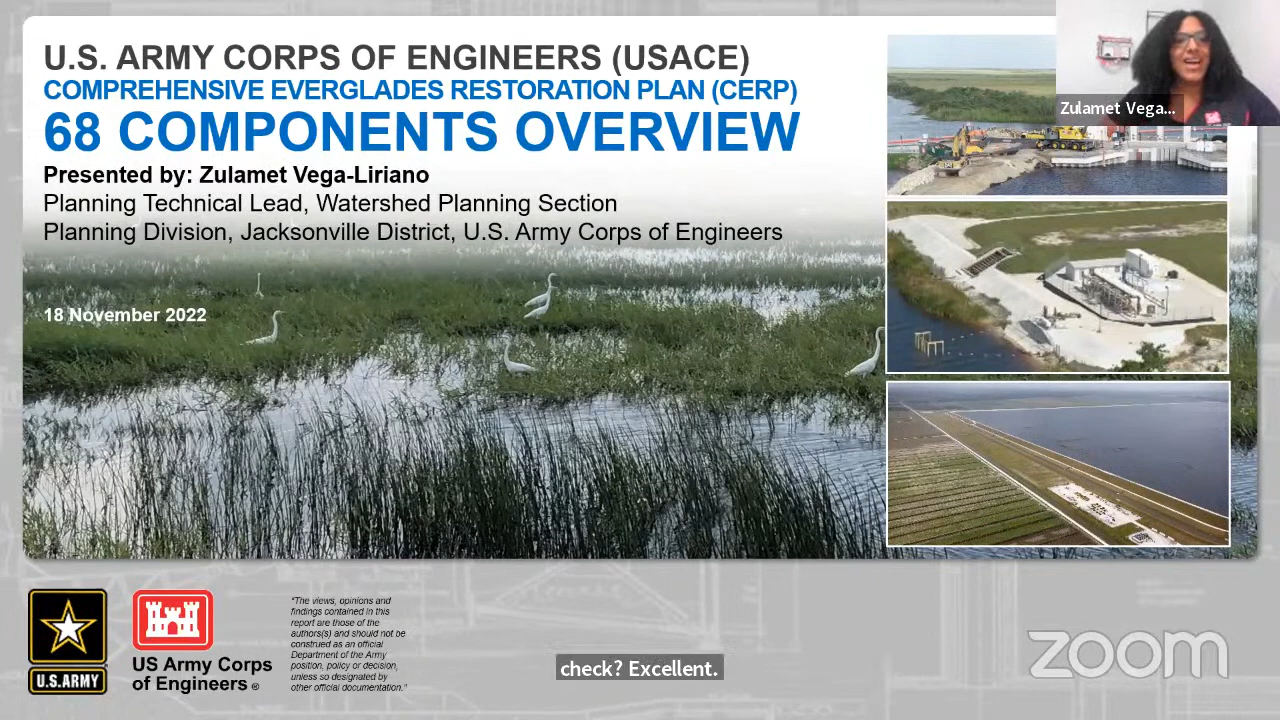 U.S. ARMY CORPS OF ENGINEERS (USACE)
COMPREHENSIVE EVERGLADES RESTORATION PLAN (CERP)
68 COMPONENTS OVERVIEW
Presented by: Zulamet Vega-Liriano
Planning Technical Lead, Watershed Planning Section
Planning Division, Jacksonville District, U.S. Army Corps of Engineers
18 November 2022
Zulamet Vega...
U.S.ARMY
US Army Corps
of Engineers ®
"The views, opinions and
findings contained in this
report are those of the
authors(s) and should not be
construed as an official
Department of the Army
position, policy or decision,
unless so designated by
other official documentation."
check? Excellent.
zoom